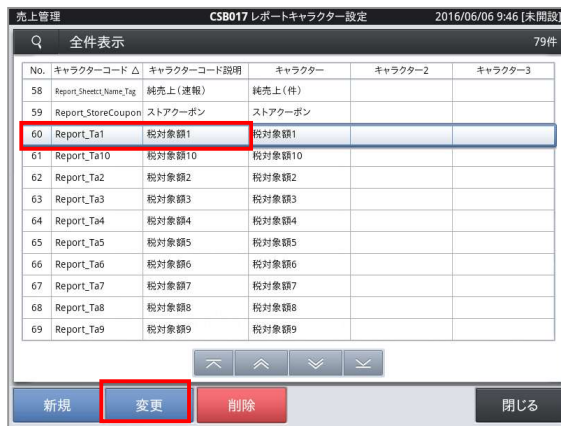 売上管理 CSB017 レポートキャラクター設定 2016/06/06 9:46 [未開設]
全件表示 79件
No. キャラクターコード △ キャラクターコード説明 キャラクター キャラクター2 キャラクター3
58 Report_Sheetct_Name_Tag 純売上(速報) 純売上(件)
59 Report_StoreCoupon ストアクーポン ストアクーポン
60 Report_Ta1 税対象額1 税対象額1
61 Report_Ta10 税対象額10 税対象額10
62 Report_Ta2 税対象額2 税対象額2
63 Report_Ta3 税対象額3 税対象額3
64 Report_Ta4 税対象額4 税対象額4
65 Report_Ta5 税対象額5 税対象額5
66 Report_Ta6 税対象額6 税対象額6
67 Report_Ta7 税対象額7 税対象額7
68 Report_Ta8 税対象額8 税対象額8
69 Report_Ta9 税対象額9 税対象額9
新規 変更 削除 閉じる